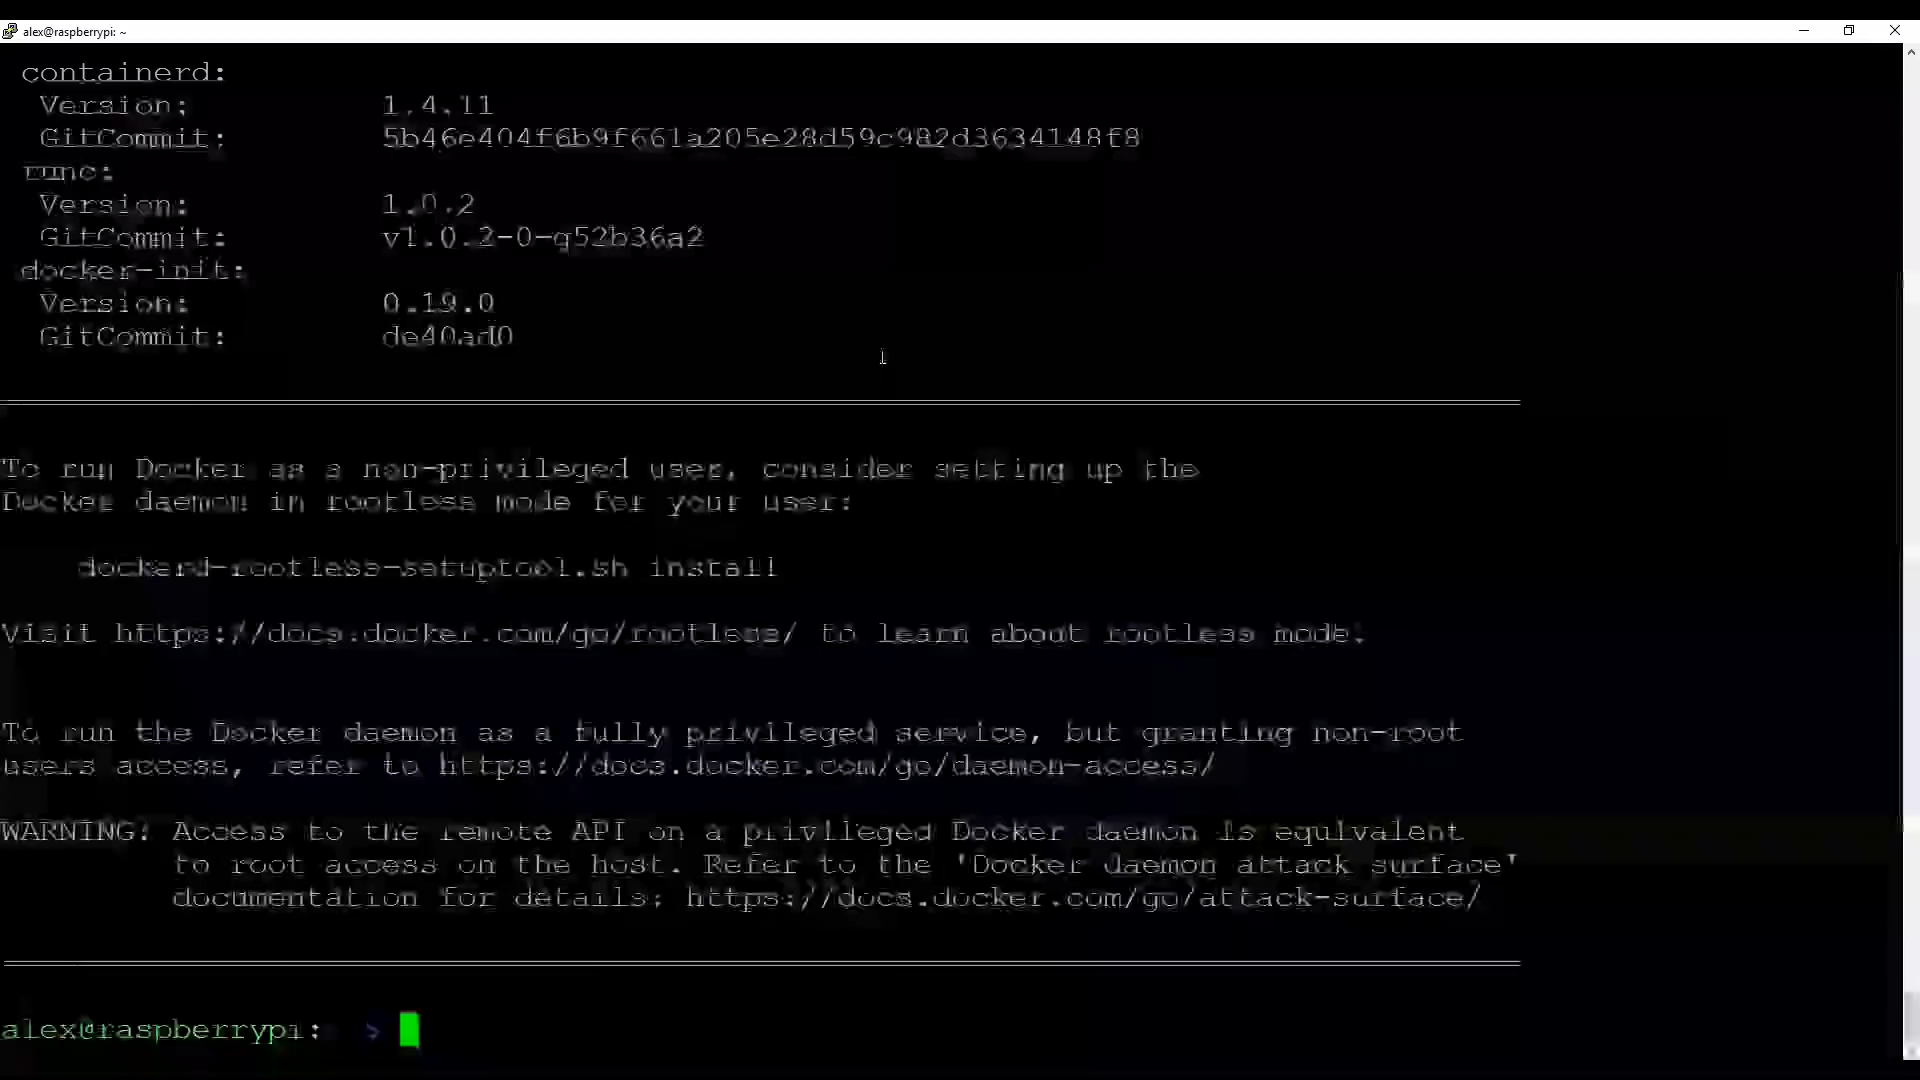 alex@raspberrypi: ~
containerd:
Version: 1.4.11
GitCommit: 5b46e404f6b9f661a205e28d59c982d3634148f8
runc:
Version: 1.0.2
GitCommit: v1.0.2-0-g52b36a2
docker-init:
Version: 0.19.0
GitCommit: de40ad0
To run Docker as a non-privileged user, consider setting up the
Docker daemon in rootless mode for your user:
dockerd-rootless-setuptool.sh install
Visit https://docs.docker.com/go/rootless/ to learn about rootless mode.
To run the Docker daemon as a fully privileged service, but granting non-root
users access, refer to https://docs.docker.com/go/daemon-access/
WARNING: Access to the remote API on a privileged Docker daemon is equivalent
to root access on the host. Refer to the 'Docker daemon attack surface'
documentation for details: https://docs.docker.com/go/attack-surface/
alex@raspberrypi: >